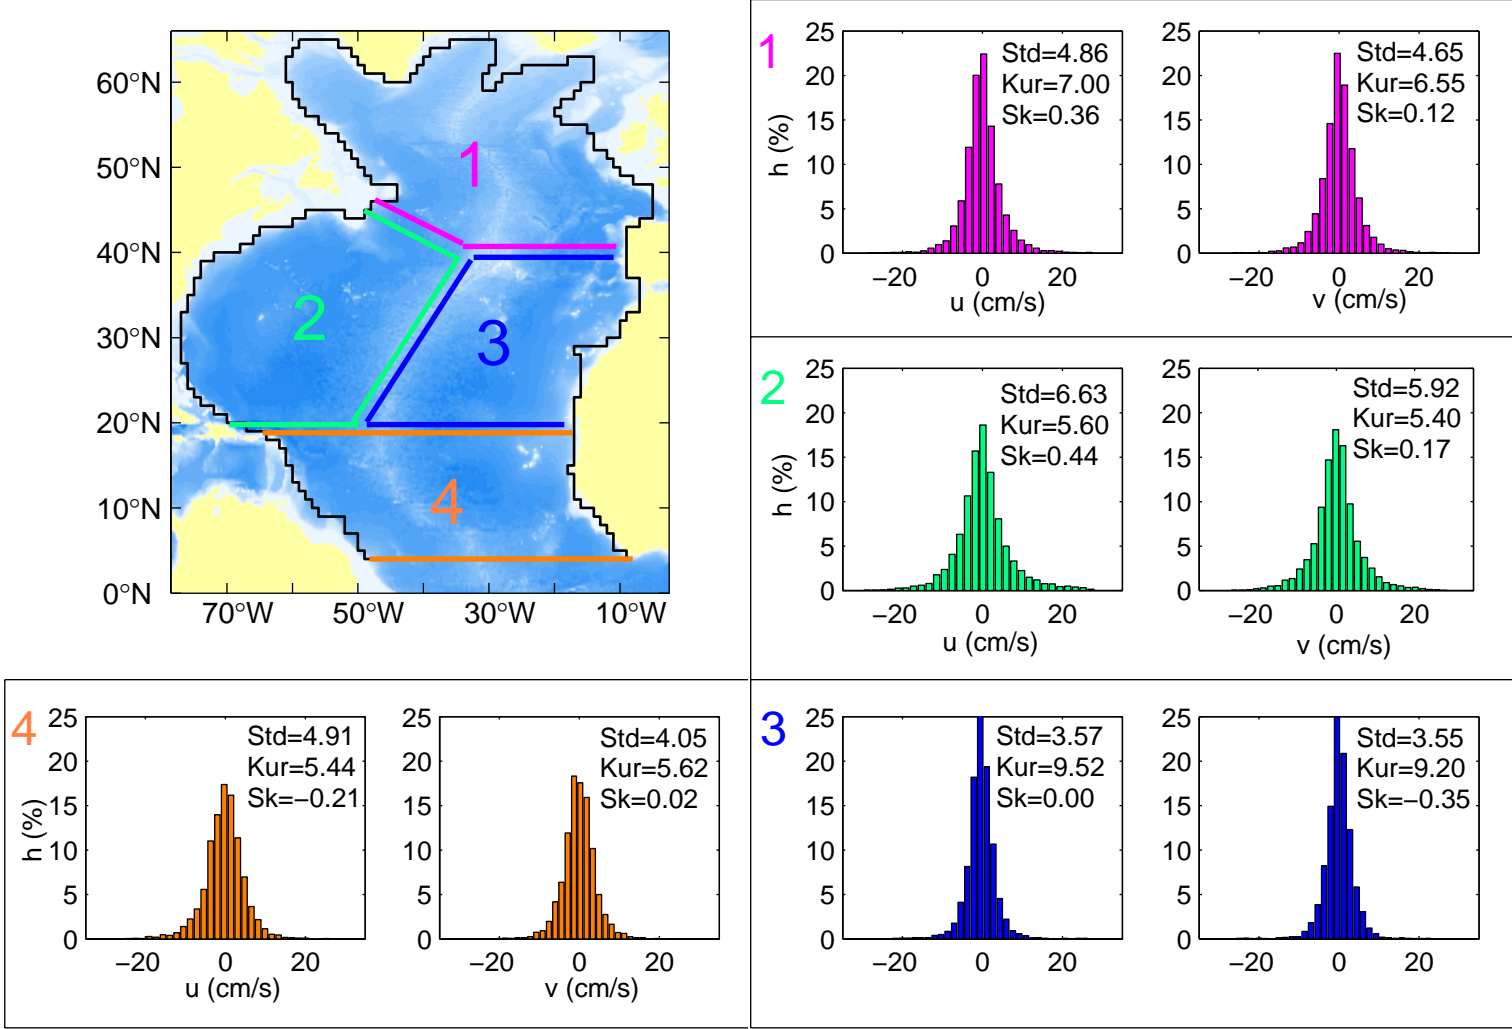 60°N
50°N
40°N
30°N
20°N
10°N
0°N
70°W
50°W
30°W
10°W
1
2
3
4
1
25
20
15
10
5
0
h (%)
Std=4.86
Kur=7.00
Sk=0.36
−20
0
20
u (cm/s)
25
20
15
10
5
0
Std=4.65
Kur=6.55
Sk=0.12
−20
0
20
v (cm/s)
2
25
20
15
10
5
0
h (%)
Std=6.63
Kur=5.60
Sk=0.44
−20
0
20
u (cm/s)
25
20
15
10
5
0
Std=5.92
Kur=5.40
Sk=0.17
−20
0
20
v (cm/s)
4
25
20
15
10
5
0
h (%)
Std=4.91
Kur=5.44
Sk=−0.21
−20
0
20
u (cm/s)
25
20
15
10
5
0
Std=4.05
Kur=5.62
Sk=0.02
−20
0
20
v (cm/s)
3
25
20
15
10
5
0
Std=3.57
Kur=9.52
Sk=0.00
−20
0
20
25
20
15
10
5
0
Std=3.55
Kur=9.20
Sk=−0.35
−20
0
20